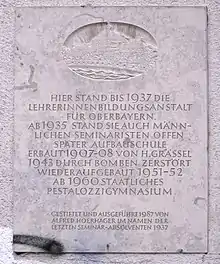 HIER STAND BIS 1937 DIE
LEHRERINNENBILDUNGSANSTALT
FÜR OBERBAYERN.
AB 1935 STAND SIE AUCH MÄNN-
LICHEN SEMINARISTEN OFFEN
SPÄTER AUFBAUSCHULE
ERBAUT 1907-08 VON H. GRÄSSEL
1943 DURCH BOMBEN ZERSTÖRT
WIEDERAUFGEBAUT 1951-52
AB 1960 STAATLICHES
PESTALOZZIGYMNASIUM
GESTIFTET UND AUSGEFÜHRT 1987 VON
ALFRED HOERHAGER IM NAMEN DER
LETZTEN SEMINAR-ABSOLVENTEN 1937